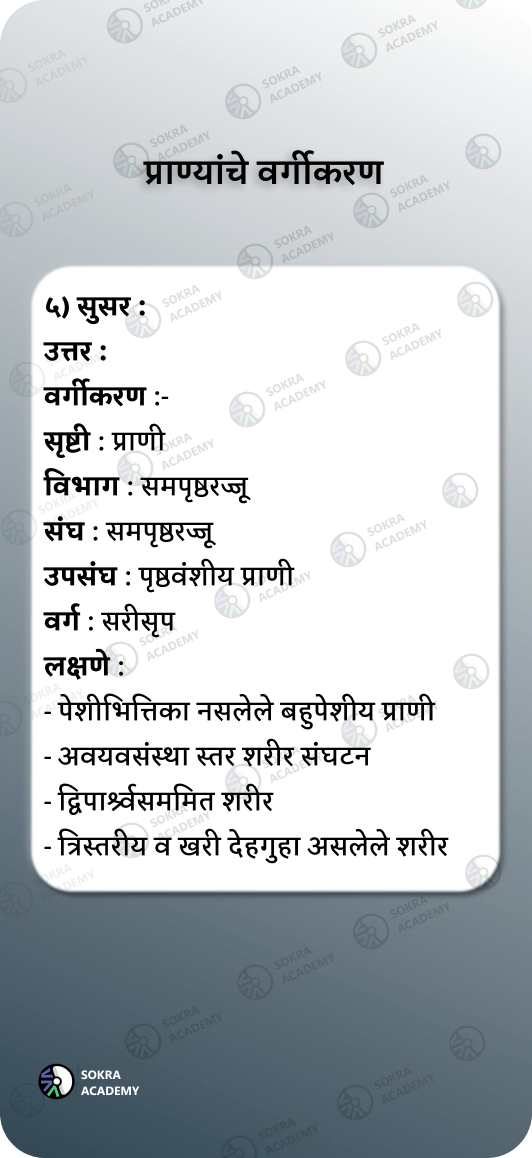 प्राण्यांचे वर्गीकरण
५) सुसर :
उत्तर :
वर्गीकरण :-
सृष्टी : प्राणी
विभाग : समपृष्ठरज्जू
संघ : समपृष्ठरज्जू
उपसंघ : पृष्ठवंशीय प्राणी
वर्ग : सरीसृप
लक्षणे :
- पेशीभित्तिका नसलेले बहुपेशीय प्राणी
- अवयवसंस्था स्तर शरीर संघटन
- द्विपार्श्र्वसममित शरीर
- त्रिस्तरीय व खरी देहगुहा असलेले शरीर
SOKRA
ACADEMY